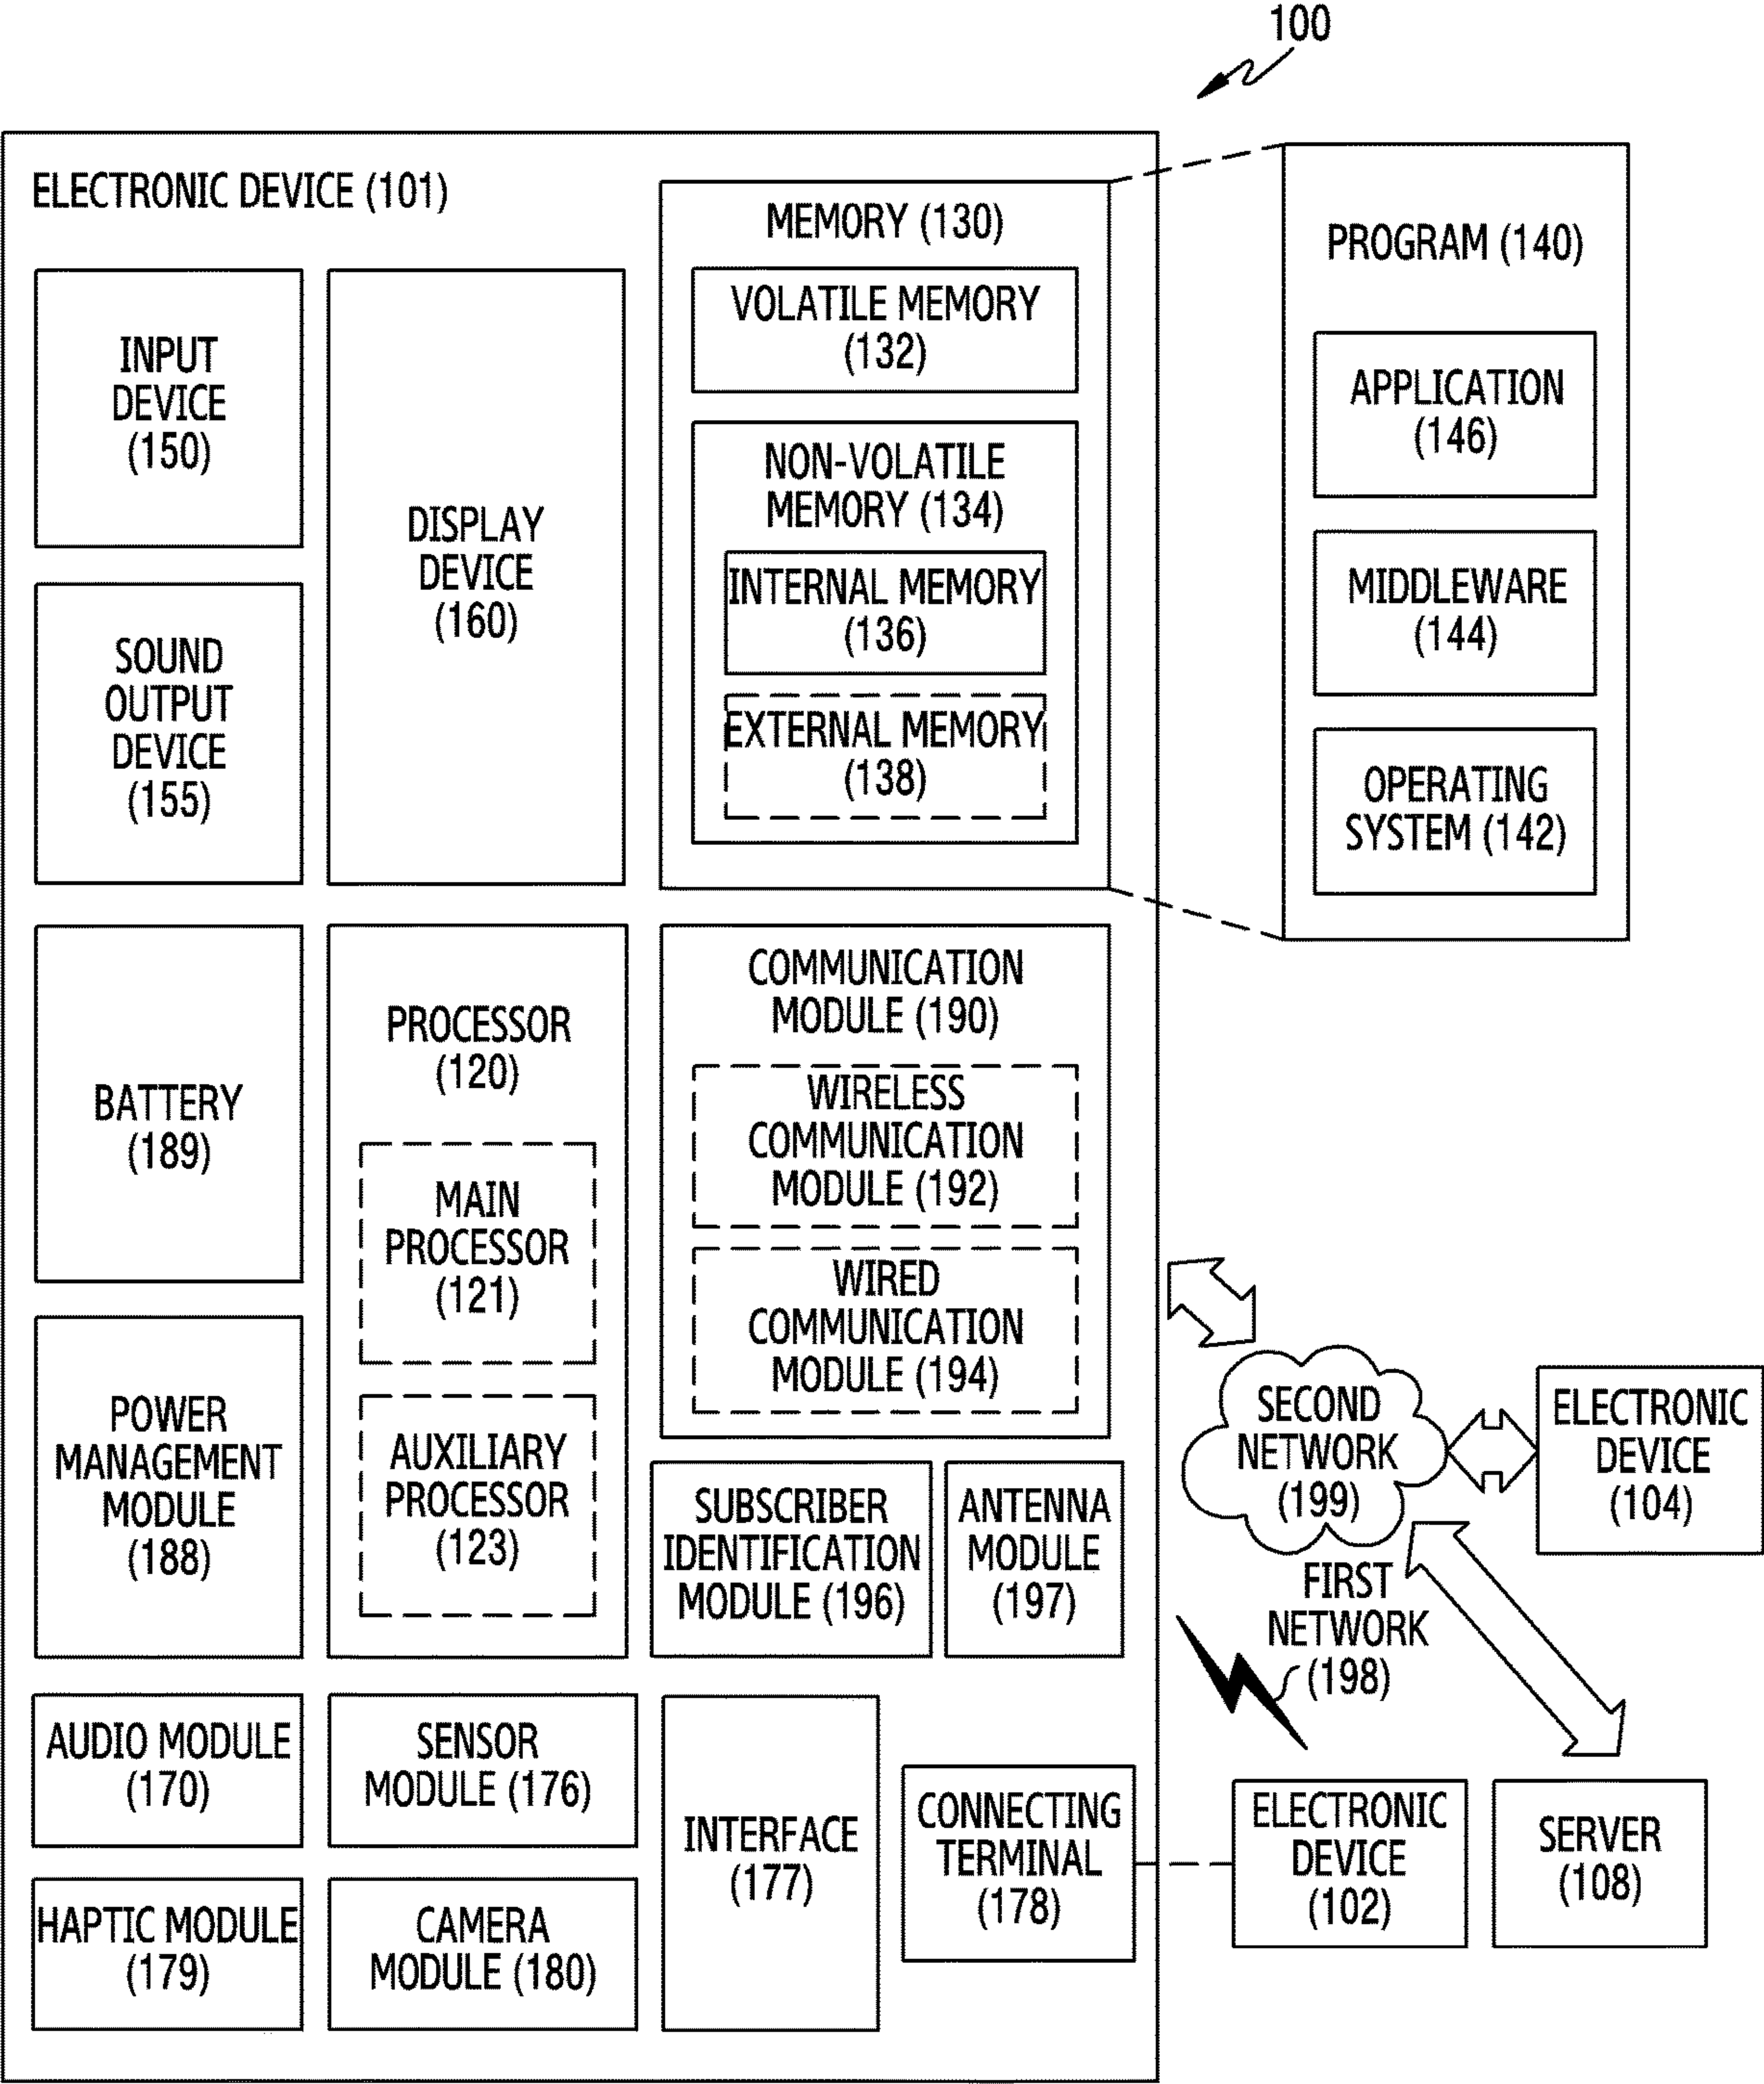 100
ELECTRONIC DEVICE (101)
INPUT
DEVICE
(150)
SOUND
OUTPUT
DEVICE
(155)
DISPLAY
DEVICE
(160)
MEMORY (130)
VOLATILE MEMORY
(132)
NON-VOLATILE
MEMORY (134)
INTERNAL MEMORY
(136)
EXTERNAL MEMORY
(138)
PROGRAM (140)
APPLICATION
(146)
MIDDLEWARE
(144)
OPERATING
SYSTEM (142)
BATTERY
(189)
POWER
MANAGEMENT
MODULE
(188)
PROCESSOR
(120)
MAIN
PROCESSOR
(121)
AUXILIARY
PROCESSOR
(123)
COMMUNICATION
MODULE (190)
WIRELESS
COMMUNICATION
MODULE (192)
WIRED
COMMUNICATION
MODULE (194)
SUBSCRIBER
IDENTIFICATION
MODULE (196)
ANTENNA
MODULE
(197)
SECOND
NETWORK
(199)
ELECTRONIC
DEVICE
(104)
FIRST
NETWORK
(198)
AUDIO MODULE
(170)
SENSOR
MODULE (176)
HAPTIC MODULE
(179)
CAMERA
MODULE (180)
INTERFACE
(177)
CONNECTING
TERMINAL
(178)
ELECTRONIC
DEVICE
(102)
SERVER
(108)